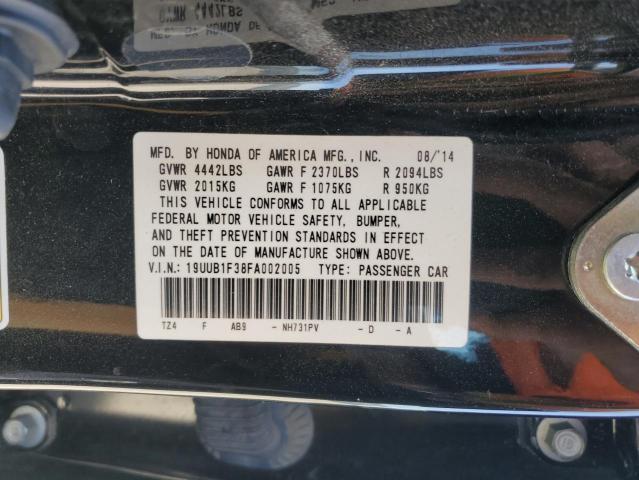 MFD. BY HONDA OF AMERICA MFG., INC. 08/'14
GVWR 4442LBS GAWR F 2370LBS R 2094LBS
GVWR 2015KG GAWR F 1075KG R 950KG
THIS VEHICLE CONFORMS TO ALL APPLICABLE
FEDERAL MOTOR VEHICLE SAFETY, BUMPER,
AND THEFT PREVENTION STANDARDS IN EFFECT
ON THE DATE OF MANUFACTURE SHOWN ABOVE.
V.I.N.: 19UUB1F38FA002005 TYPE: PASSENGER CAR
TZ4 F AB9 - NH731PV - D - A